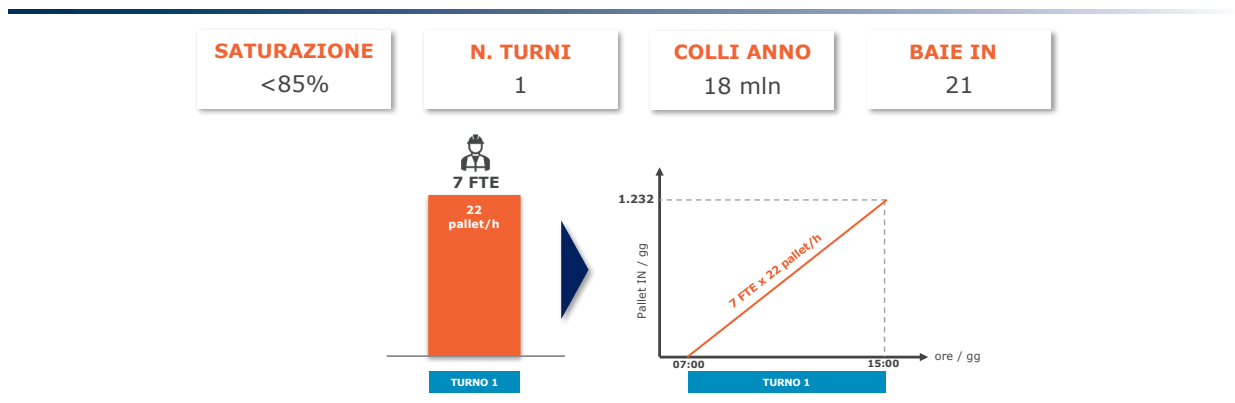 SATURAZIONE
<85%
N. TURNI
1
COLLI ANNO
18 mln
BAIE IN
21
7 FTE
22
pallet/h
TURNO 1
1.232
Pallet IN / gg
7 FTE x 22 pallet/h
07:00
15:00
ore / gg
TURNO 1